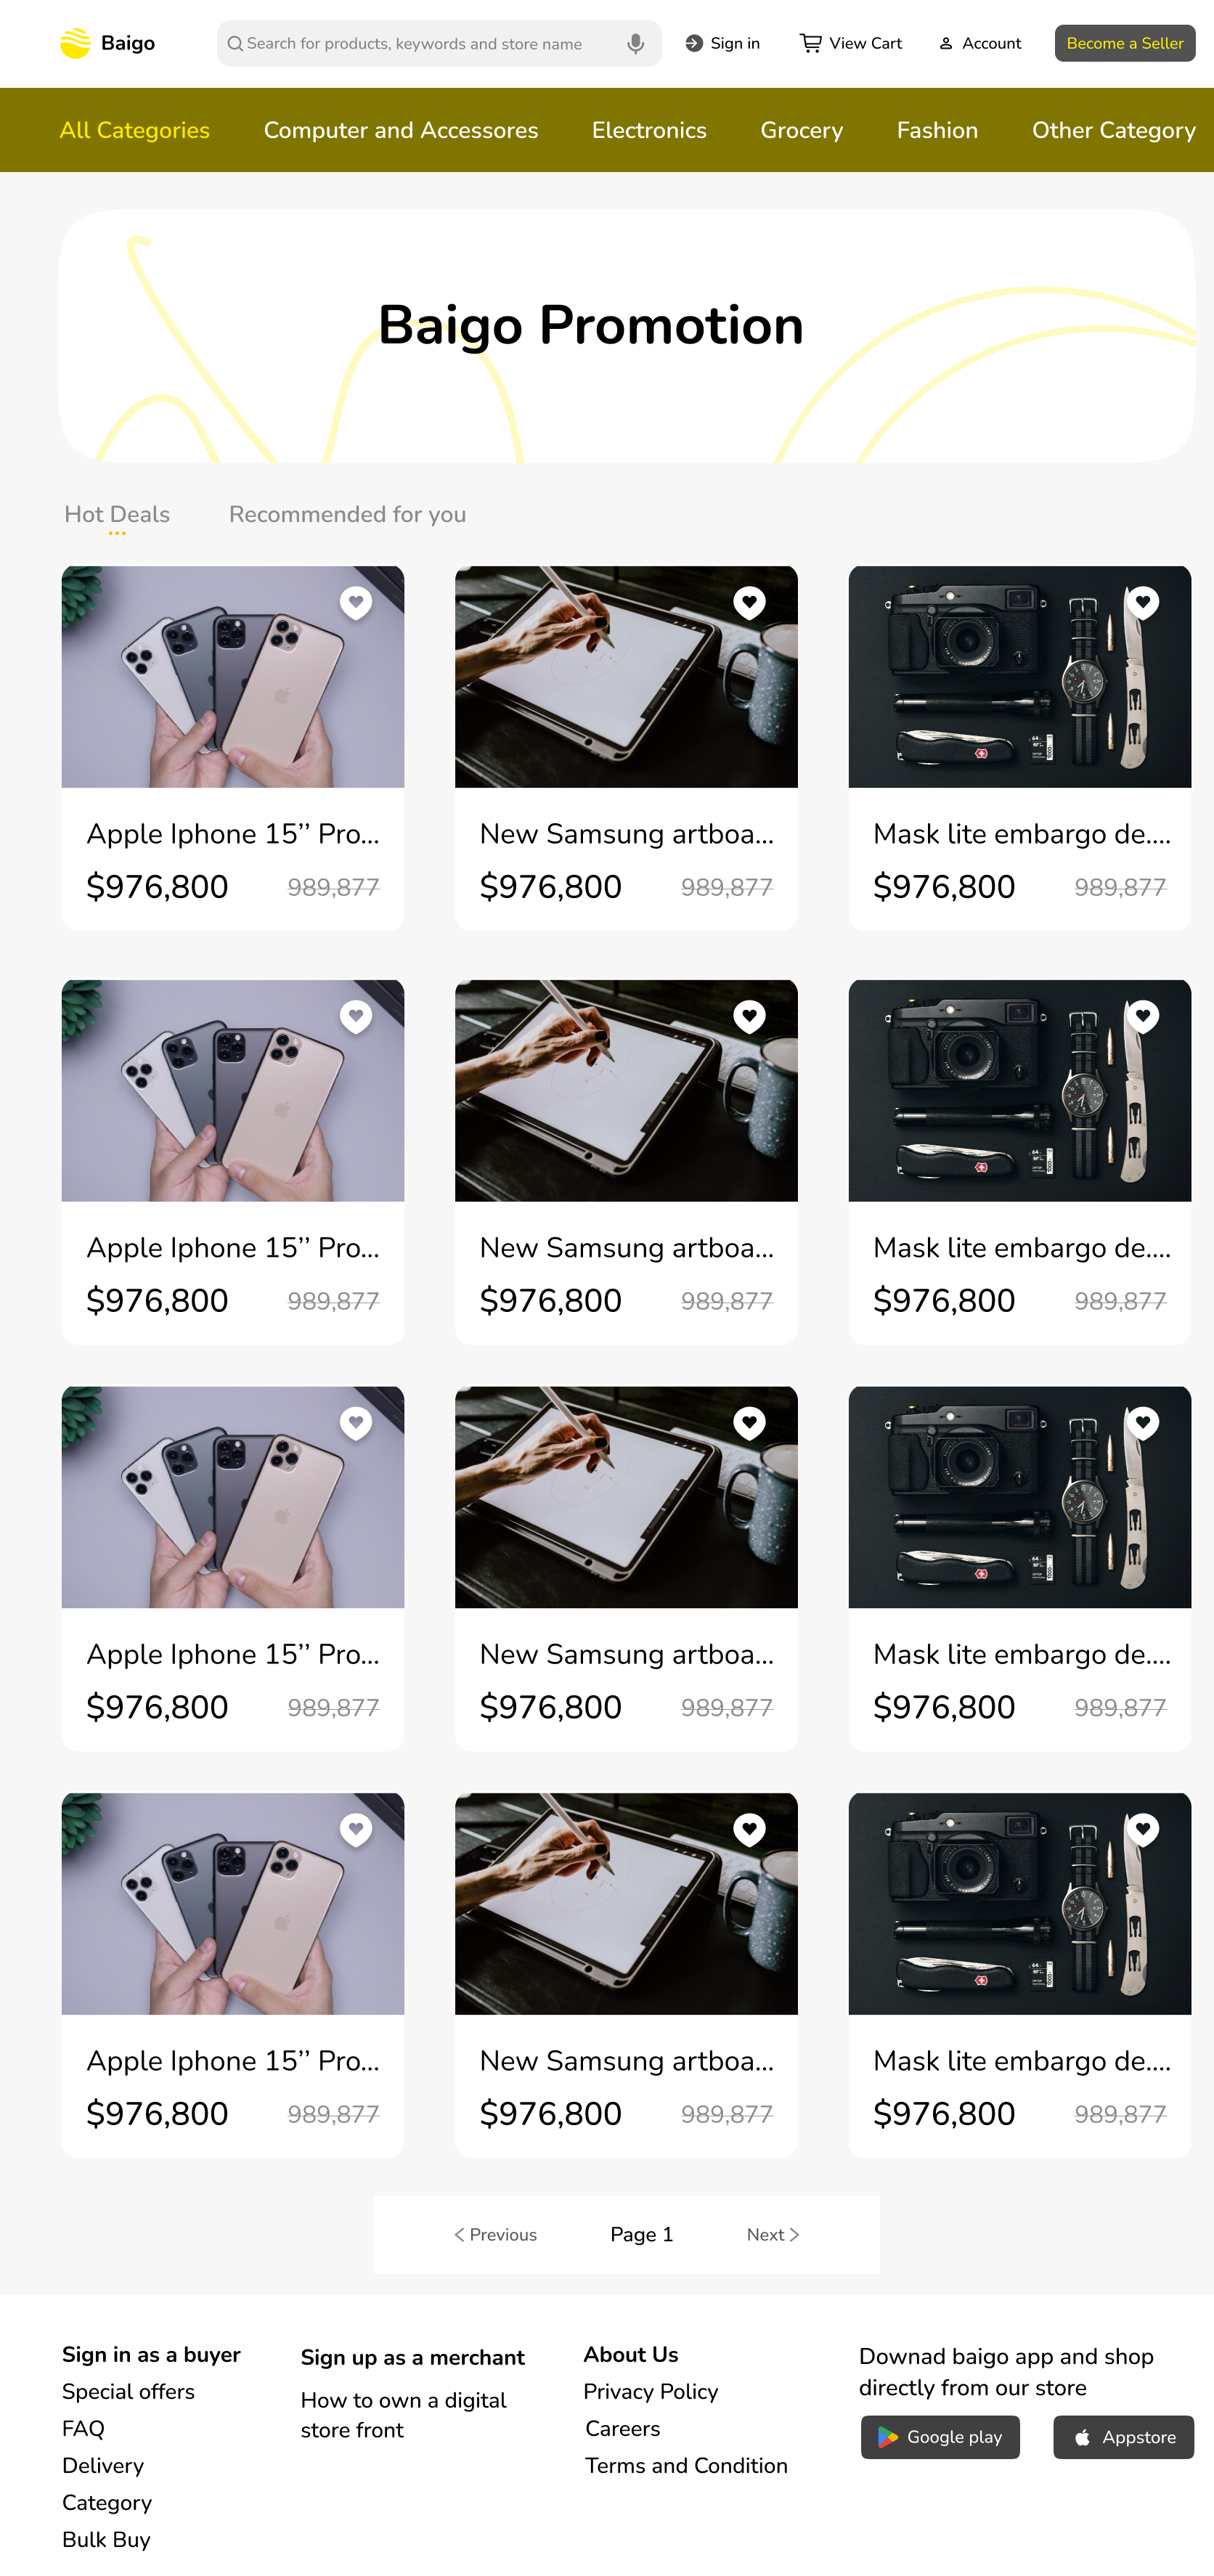 Baigo
Search for products, keywords and store name
Sign in
View Cart
Account
Become a Seller
All Categories
Computer and Accessores
Electronics
Grocery
Fashion
Other Category
Baigo Promotion
Hot Deals
Recommended for you
Apple Iphone 15’’ Pro...
New Samsung artboa...
Mask lite embargo de....
$976,800 989,877
$976,800 989,877
$976,800 989,877
Apple Iphone 15’’ Pro...
New Samsung artboa...
Mask lite embargo de....
$976,800 989,877
$976,800 989,877
$976,800 989,877
Apple Iphone 15’’ Pro...
New Samsung artboa...
Mask lite embargo de....
$976,800 989,877
$976,800 989,877
$976,800 989,877
Apple Iphone 15’’ Pro...
New Samsung artboa...
Mask lite embargo de....
$976,800 989,877
$976,800 989,877
$976,800 989,877
Previous
Page 1
Next
Sign in as a buyer
Special offers
FAQ
Delivery
Category
Bulk Buy
Sign up as a merchant
How to own a digital
store front
About Us
Privacy Policy
Careers
Terms and Condition
Downad baigo app and shop
directly from our store
Google play
Appstore